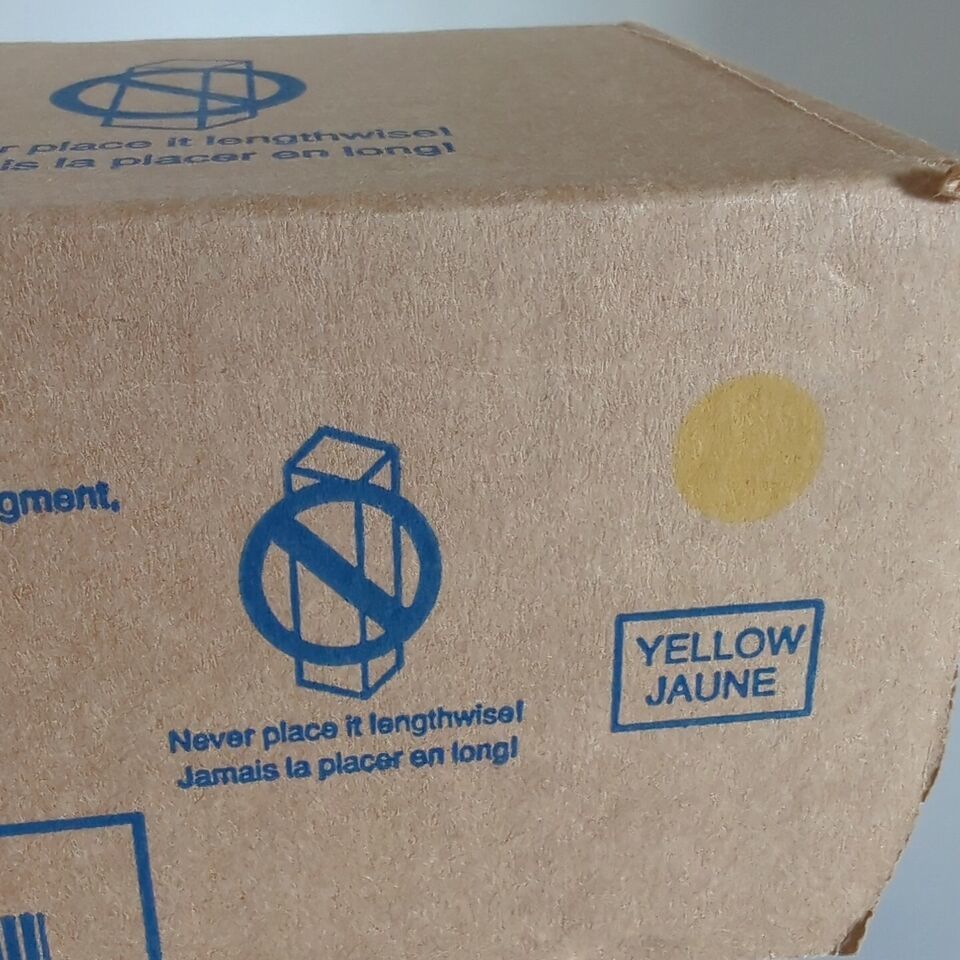 place it lengthwise!
la placer en long!
Never place it lengthwise!
Jamais la placer en long!
YELLOW
JAUNE